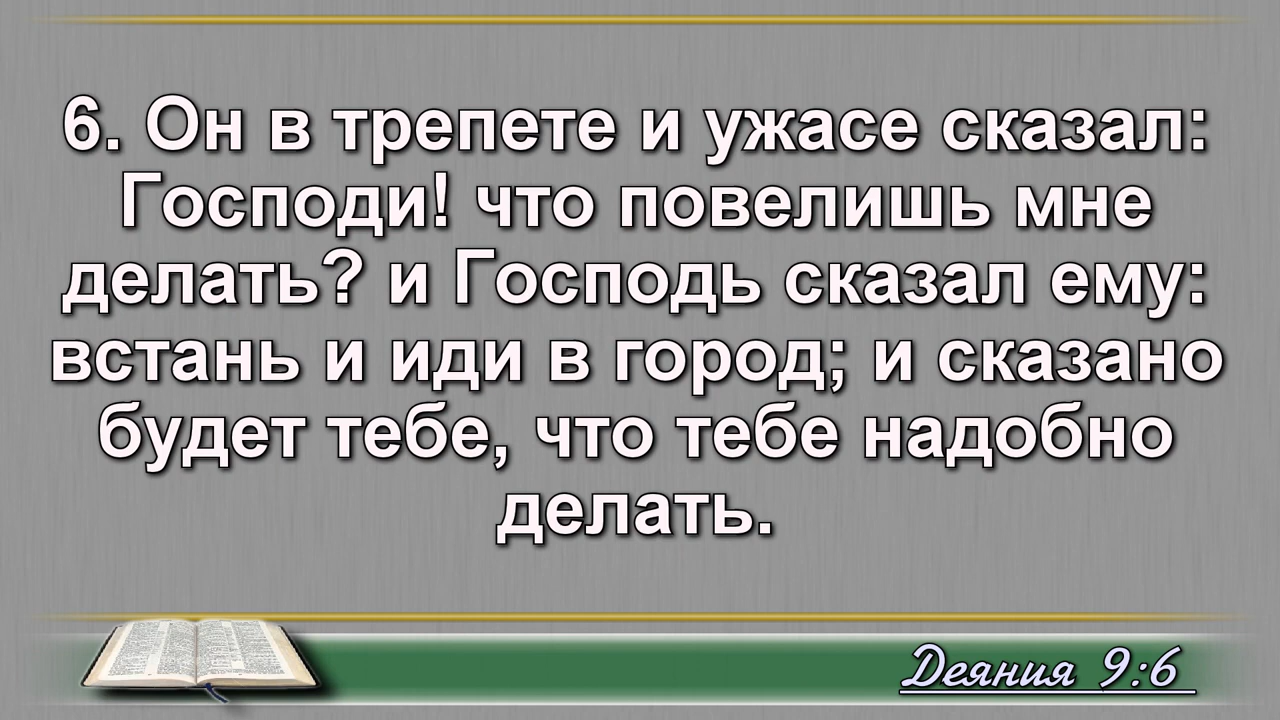 6. Он в трепете и ужасе сказал:
Господи! что повелишь мне
делать? и Господь сказал ему:
встань и иди в город; и сказано
будет тебе, что тебе надобно
делать.
Деяния 9:6